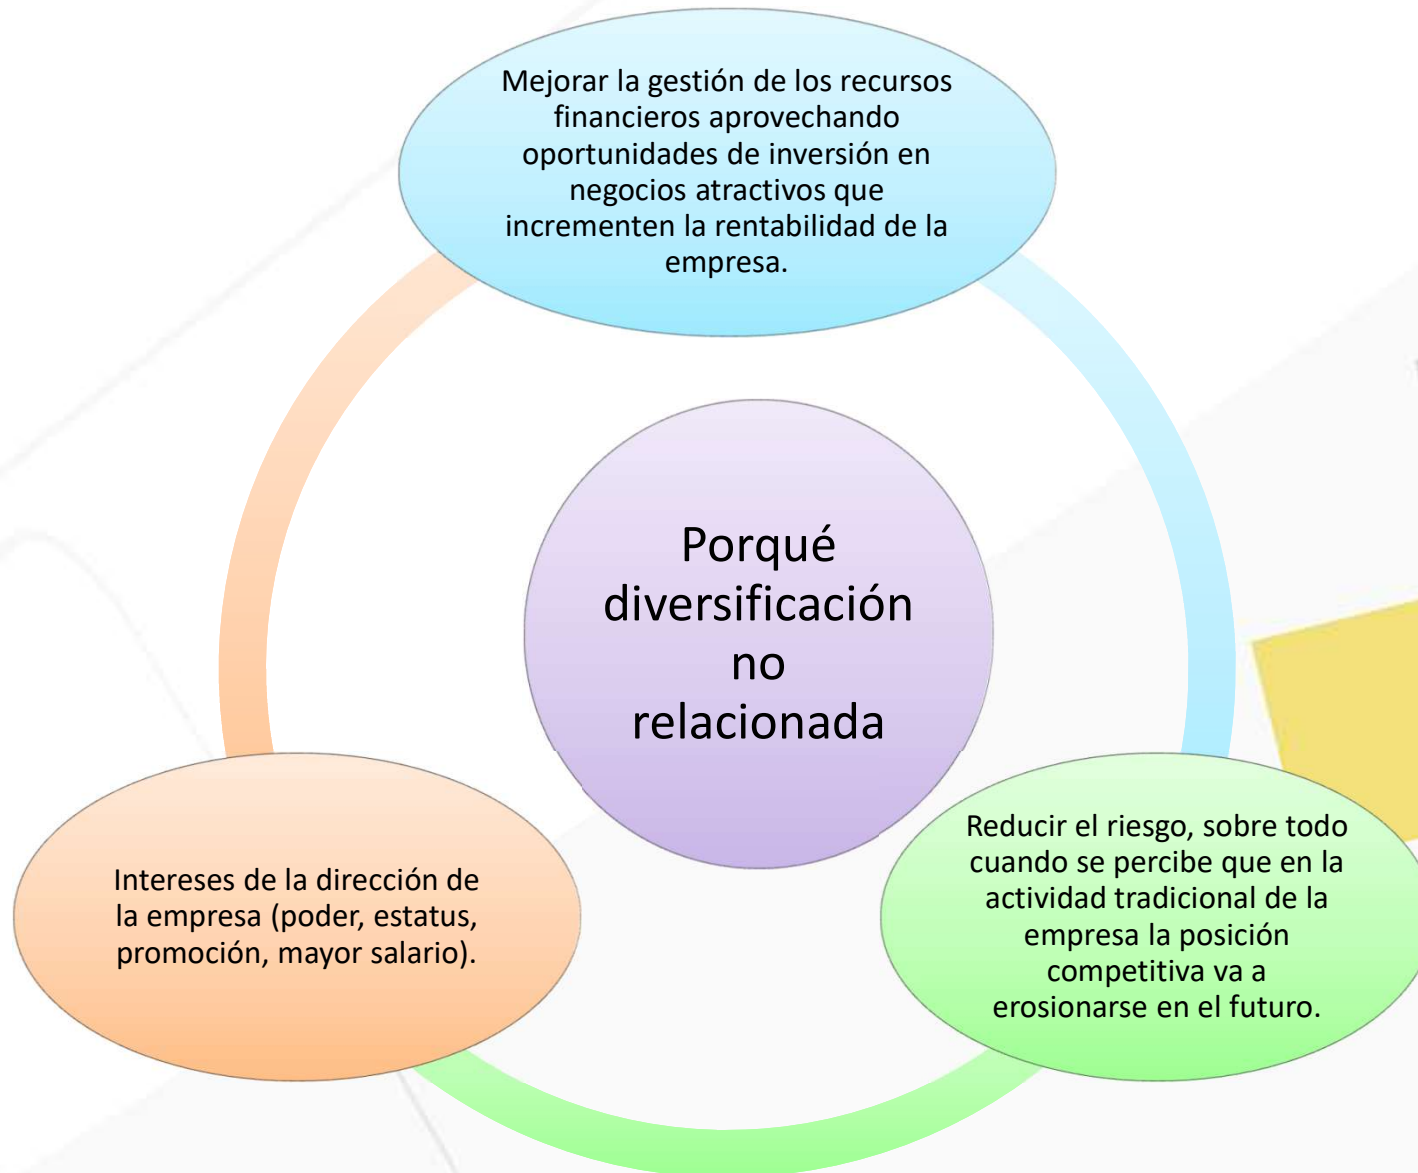 Mejorar la gestión de los recursos
financieros aprovechando
oportunidades de inversión en
negocios atractivos que
incrementen la rentabilidad de la
empresa.
Porqué
diversificación
no
relacionada
Intereses de la dirección de
la empresa (poder, estatus,
promoción, mayor salario).
Reducir el riesgo, sobre todo
cuando se percibe que en la
actividad tradicional de la
empresa la posición
competitiva va a
erosionarse en el futuro.